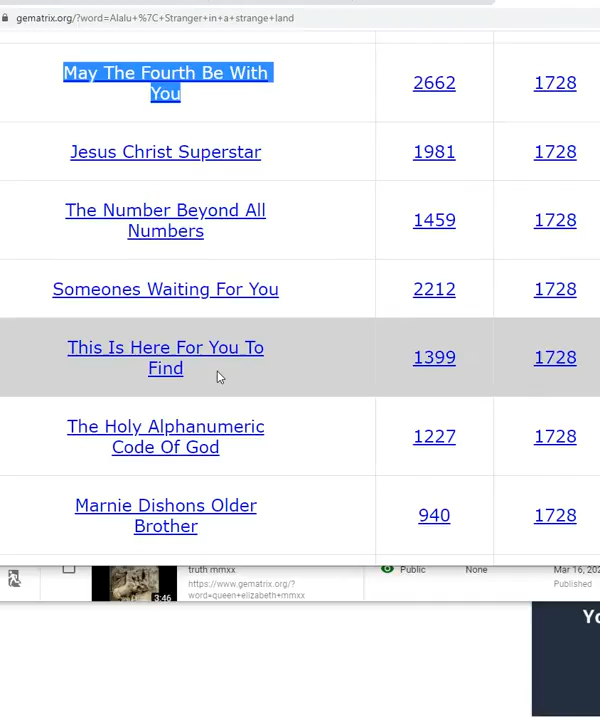 gematrix.org/?word=Alalu+%7C+Stranger+in+a+strange+land
May The Fourth Be With
You
2662
1728
Jesus Christ Superstar
1981
1728
The Number Beyond All
Numbers
1459
1728
Someones Waiting For You
2212
1728
This Is Here For You To
Find
1399
1728
The Holy Alphanumeric
Code Of God
1227
1728
Marnie Dishons Older
Brother
940
1728
truth mmxx
https://www.gematrix.org/?
word=queen+elizabeth+mmxx
3:46
Public
None
Mar 16, 202
Published
Yo